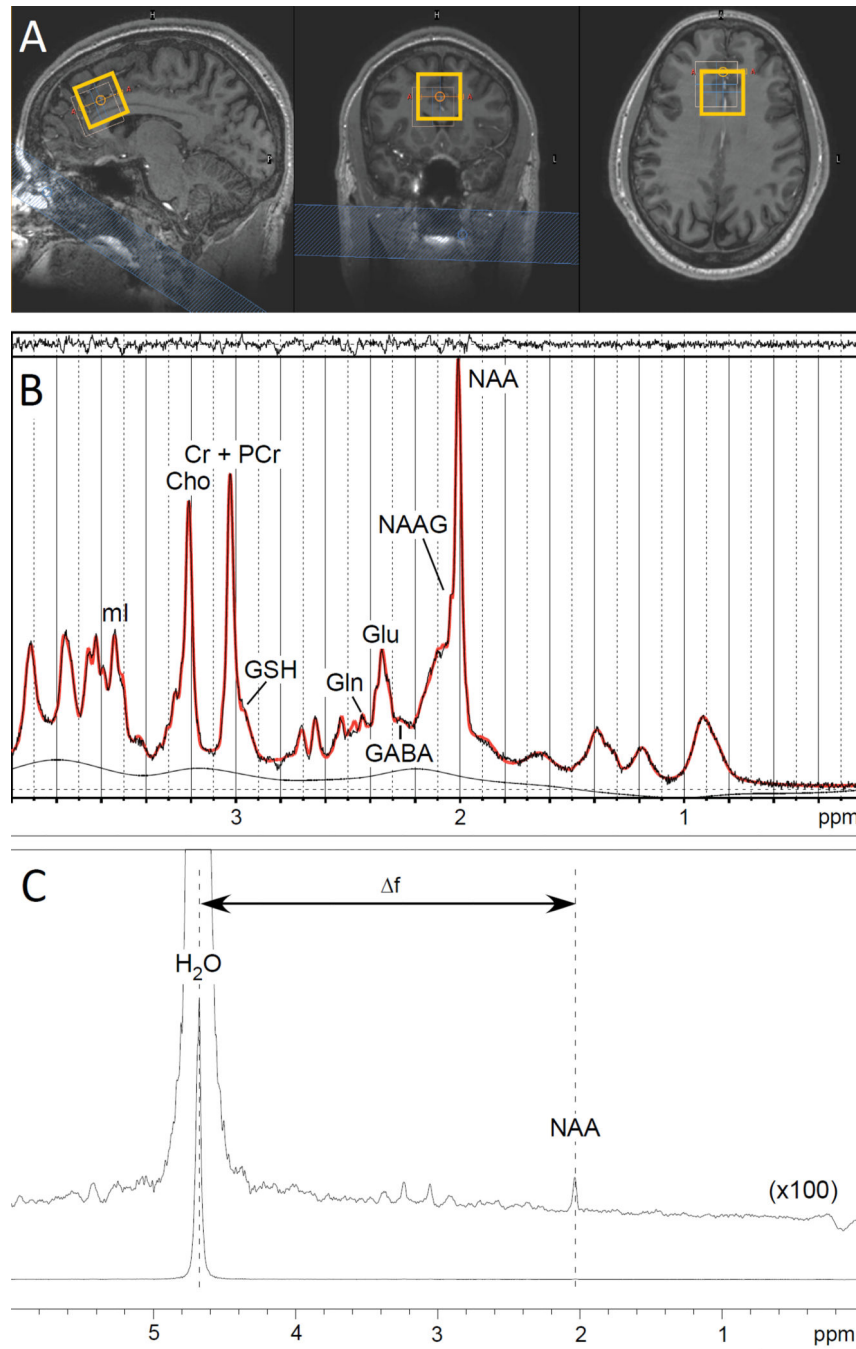 A
H
H
A
A
A
A
A
A
P
L
L
B
NAA
Cr + PCr
Cho
NAAG
mI
Glu
GSH
Gln
GABA
3
2
1
ppm
C
Δf
H₂O
NAA
(x100)
5
4
3
2
1
ppm